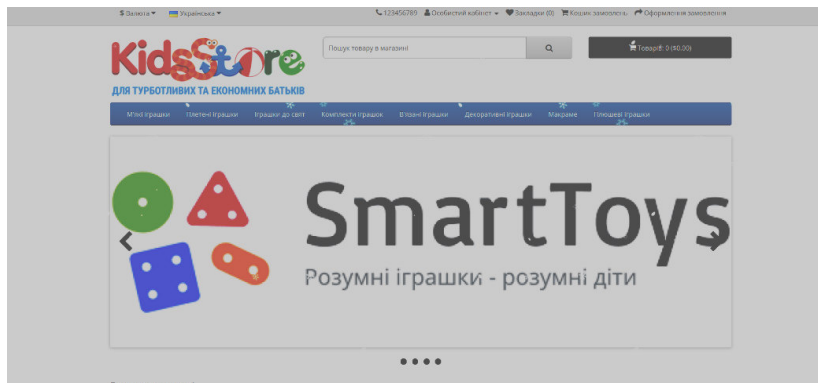 $ Валюта Українська 123456789 Особистий кабінет Закладки (0) Кошик замовлень Оформлення замовлення
KidsStore
Пошук товару в магазині
Товарів: 0 ($0.00)
ДЛЯ ТУРБОТЛИВИХ ТА ЕКОНОМНИХ БАТЬКІВ
М'які іграшки Плетені іграшки Іграшки до свят Комплекти іграшок В'язані іграшки Декоративні іграшки Макраме Плюшеві іграшки
SmartToys
Розумні іграшки - розумні діти